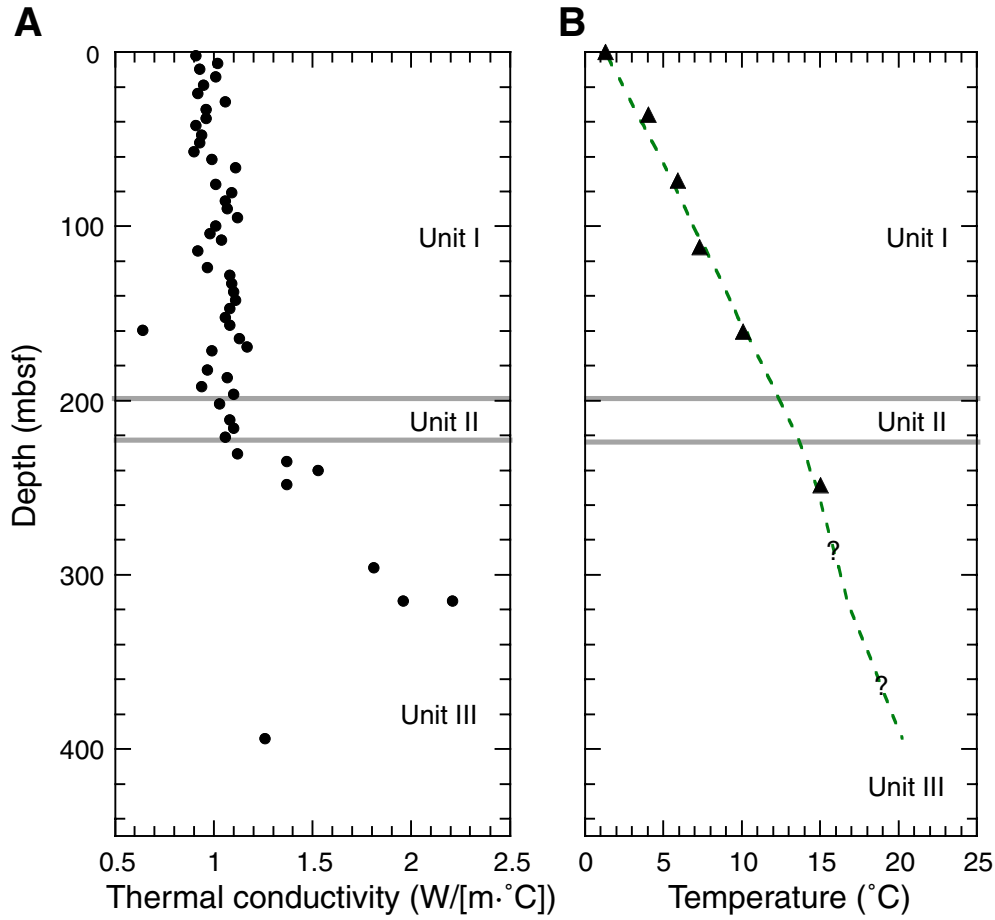 A
B
0
100
200
300
400
Depth (mbsf)
Unit I
Unit II
Unit III
0.5 1 1.5 2 2.5
Thermal conductivity (W/[m·˚C])
Unit I
Unit II
?
?
Unit III
0 5 10 15 20 25
Temperature (˚C)